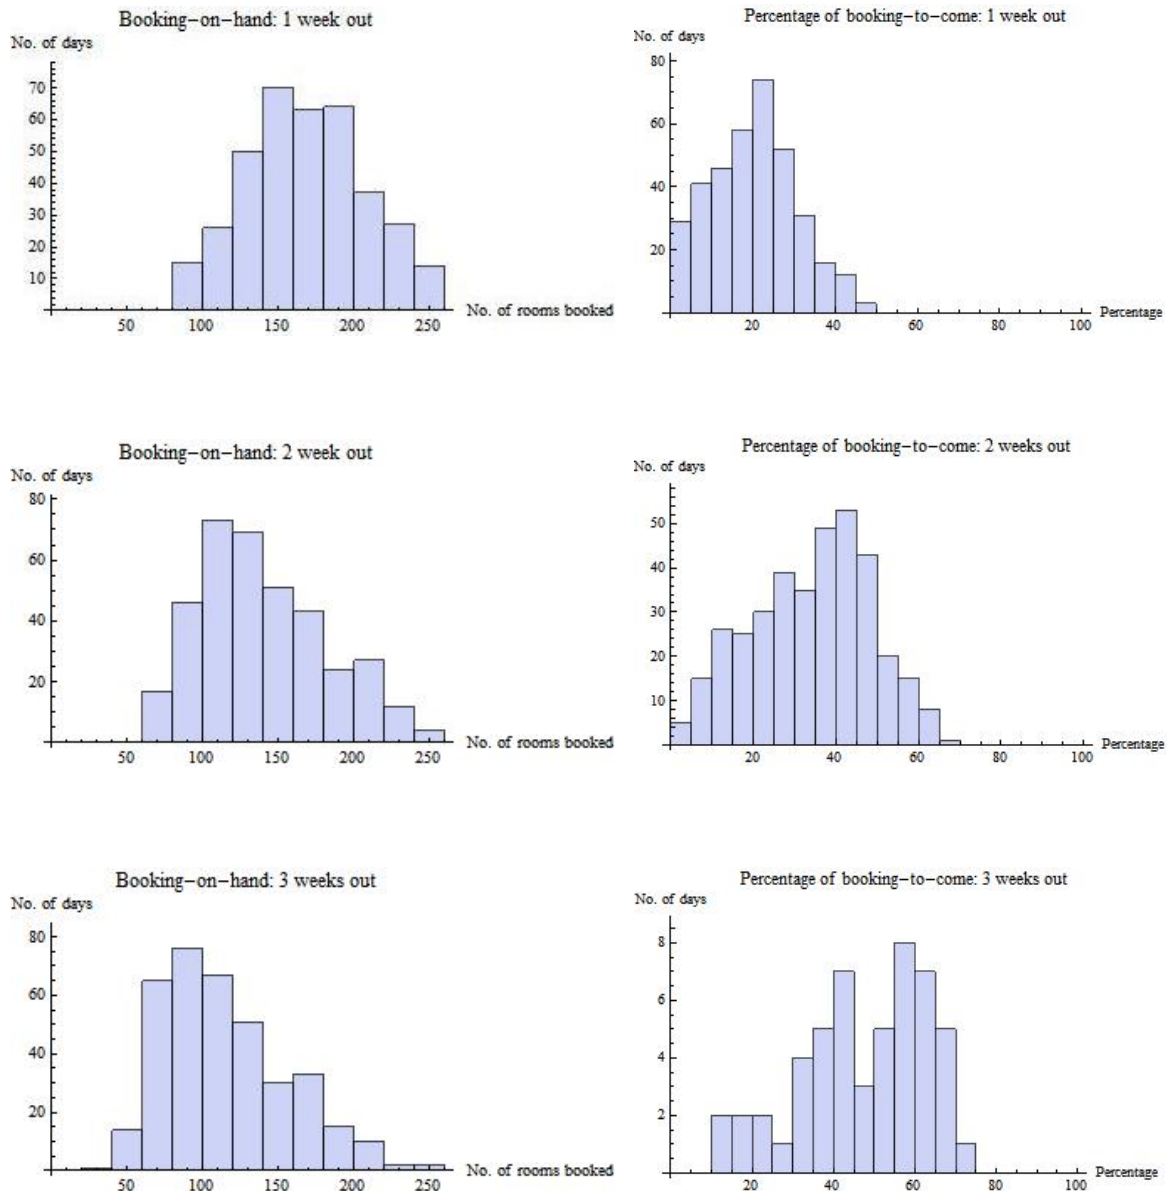 Booking-on-hand: 1 week out
No. of days
70
60
50
40
30
20
10
50 100 150 200 250 No. of rooms booked
Percentage of booking-to-come: 1 week out
No. of days
80
60
40
20
20 40 60 80 100 Percentage
Booking-on-hand: 2 week out
No. of days
80
60
40
20
50 100 150 200 250 No. of rooms booked
Percentage of booking-to-come: 2 weeks out
No. of days
50
40
30
20
10
20 40 60 80 100 Percentage
Booking-on-hand: 3 weeks out
No. of days
80
60
40
20
50 100 150 200 250 No. of rooms booked
Percentage of booking-to-come: 3 weeks out
No. of days
8
6
4
2
20 40 60 80 100 Percentage